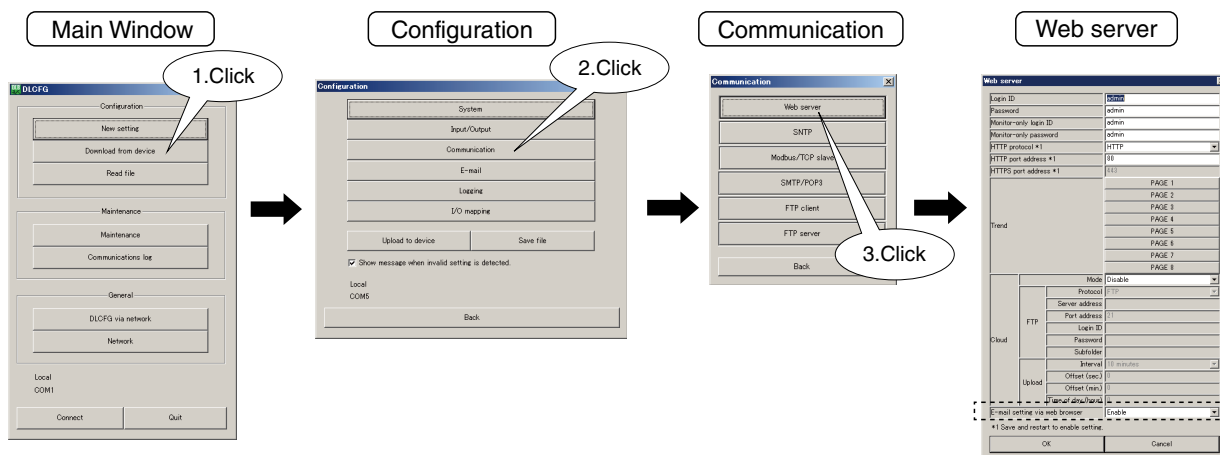 Main Window
Configuration
Communication
Web server
1.Click
2.Click
3.Click
DLCFG
Configuration
New setting
Download from device
Read file
Maintenance
Maintenance
Communications log
General
DLCFG via network
Network
Local
COM1
Connect Quit
Configuration
System
Input/Output
Communication
E-mail
Logging
I/O mapping
Upload to device Save file
Show message when invalid setting is detected.
Local
COM5
Back
Communication
Web server
SNTP
Modbus/TCP slave
SMTP/POP3
FTP client
FTP server
Back
Web server
Login ID admin
Password admin
Monitor-only login ID admin
Monitor-only password admin
HTTP protocol *1 HTTP
HTTP port address *1 80
HTTPS port address *1 443
Trend
PAGE 1
PAGE 2
PAGE 3
PAGE 4
PAGE 5
PAGE 6
PAGE 7
PAGE 8
Cloud
Mode Disable
FTP
Protocol FTP
Server address
Port address 21
Login ID
Password
Subfolder
Upload
Interval 10 minutes
Offset (sec.) 0
Offset (min.) 0
Time of day (hour) 0
E-mail setting via web browser Enable
*1 Save and restart to enable setting.
OK Cancel